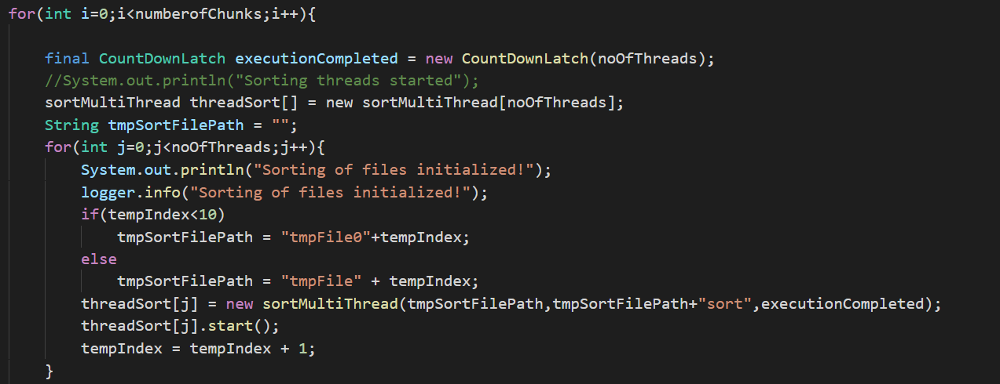 for(int i=0;i<numberofChunks;i++){
final CountDownLatch executionCompleted = new CountDownLatch(noOfThreads);
//System.out.println("Sorting threads started");
sortMultiThread threadSort[] = new sortMultiThread[noOfThreads];
String tmpSortFilePath = "";
for(int j=0;j<noOfThreads;j++){
System.out.println("Sorting of files initialized!");
logger.info("Sorting of files initialized!");
if(tempIndex<10)
tmpSortFilePath = "tmpFile0"+tempIndex;
else
tmpSortFilePath = "tmpFile" + tempIndex;
threadSort[j] = new sortMultiThread(tmpSortFilePath,tmpSortFilePath+"sort",executionCompleted);
threadSort[j].start();
tempIndex = tempIndex + 1;
}